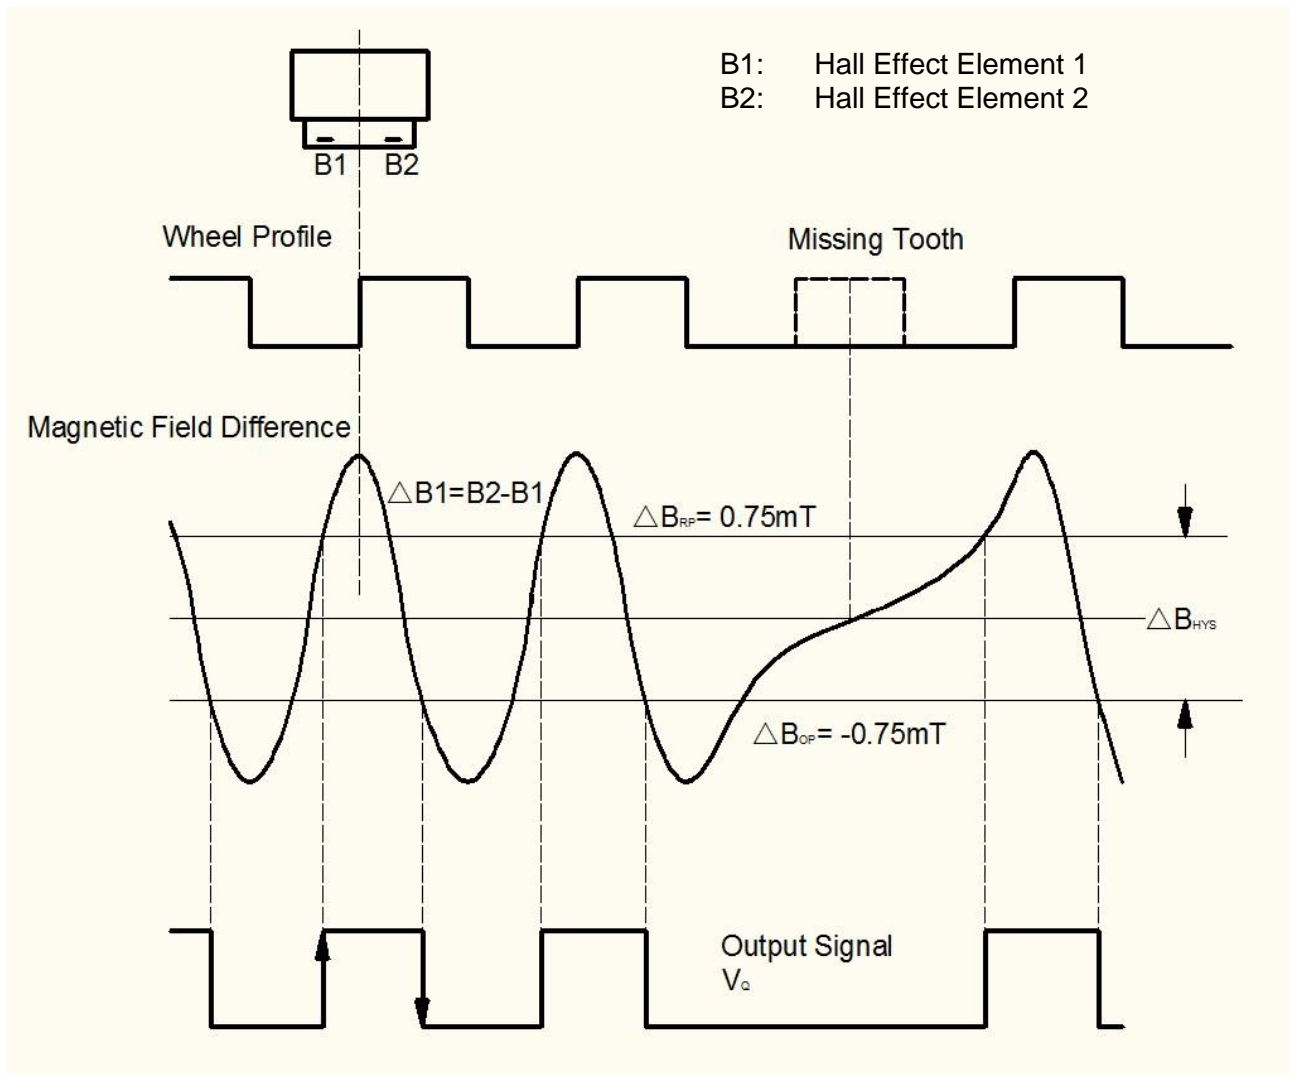 B1: Hall Effect Element 1
B2: Hall Effect Element 2
B1 B2
Wheel Profile
Missing Tooth
Magnetic Field Difference
△B1=B2-B1
△BRP= 0.75mT
△BHYS
△BOP= -0.75mT
Output Signal
VQ